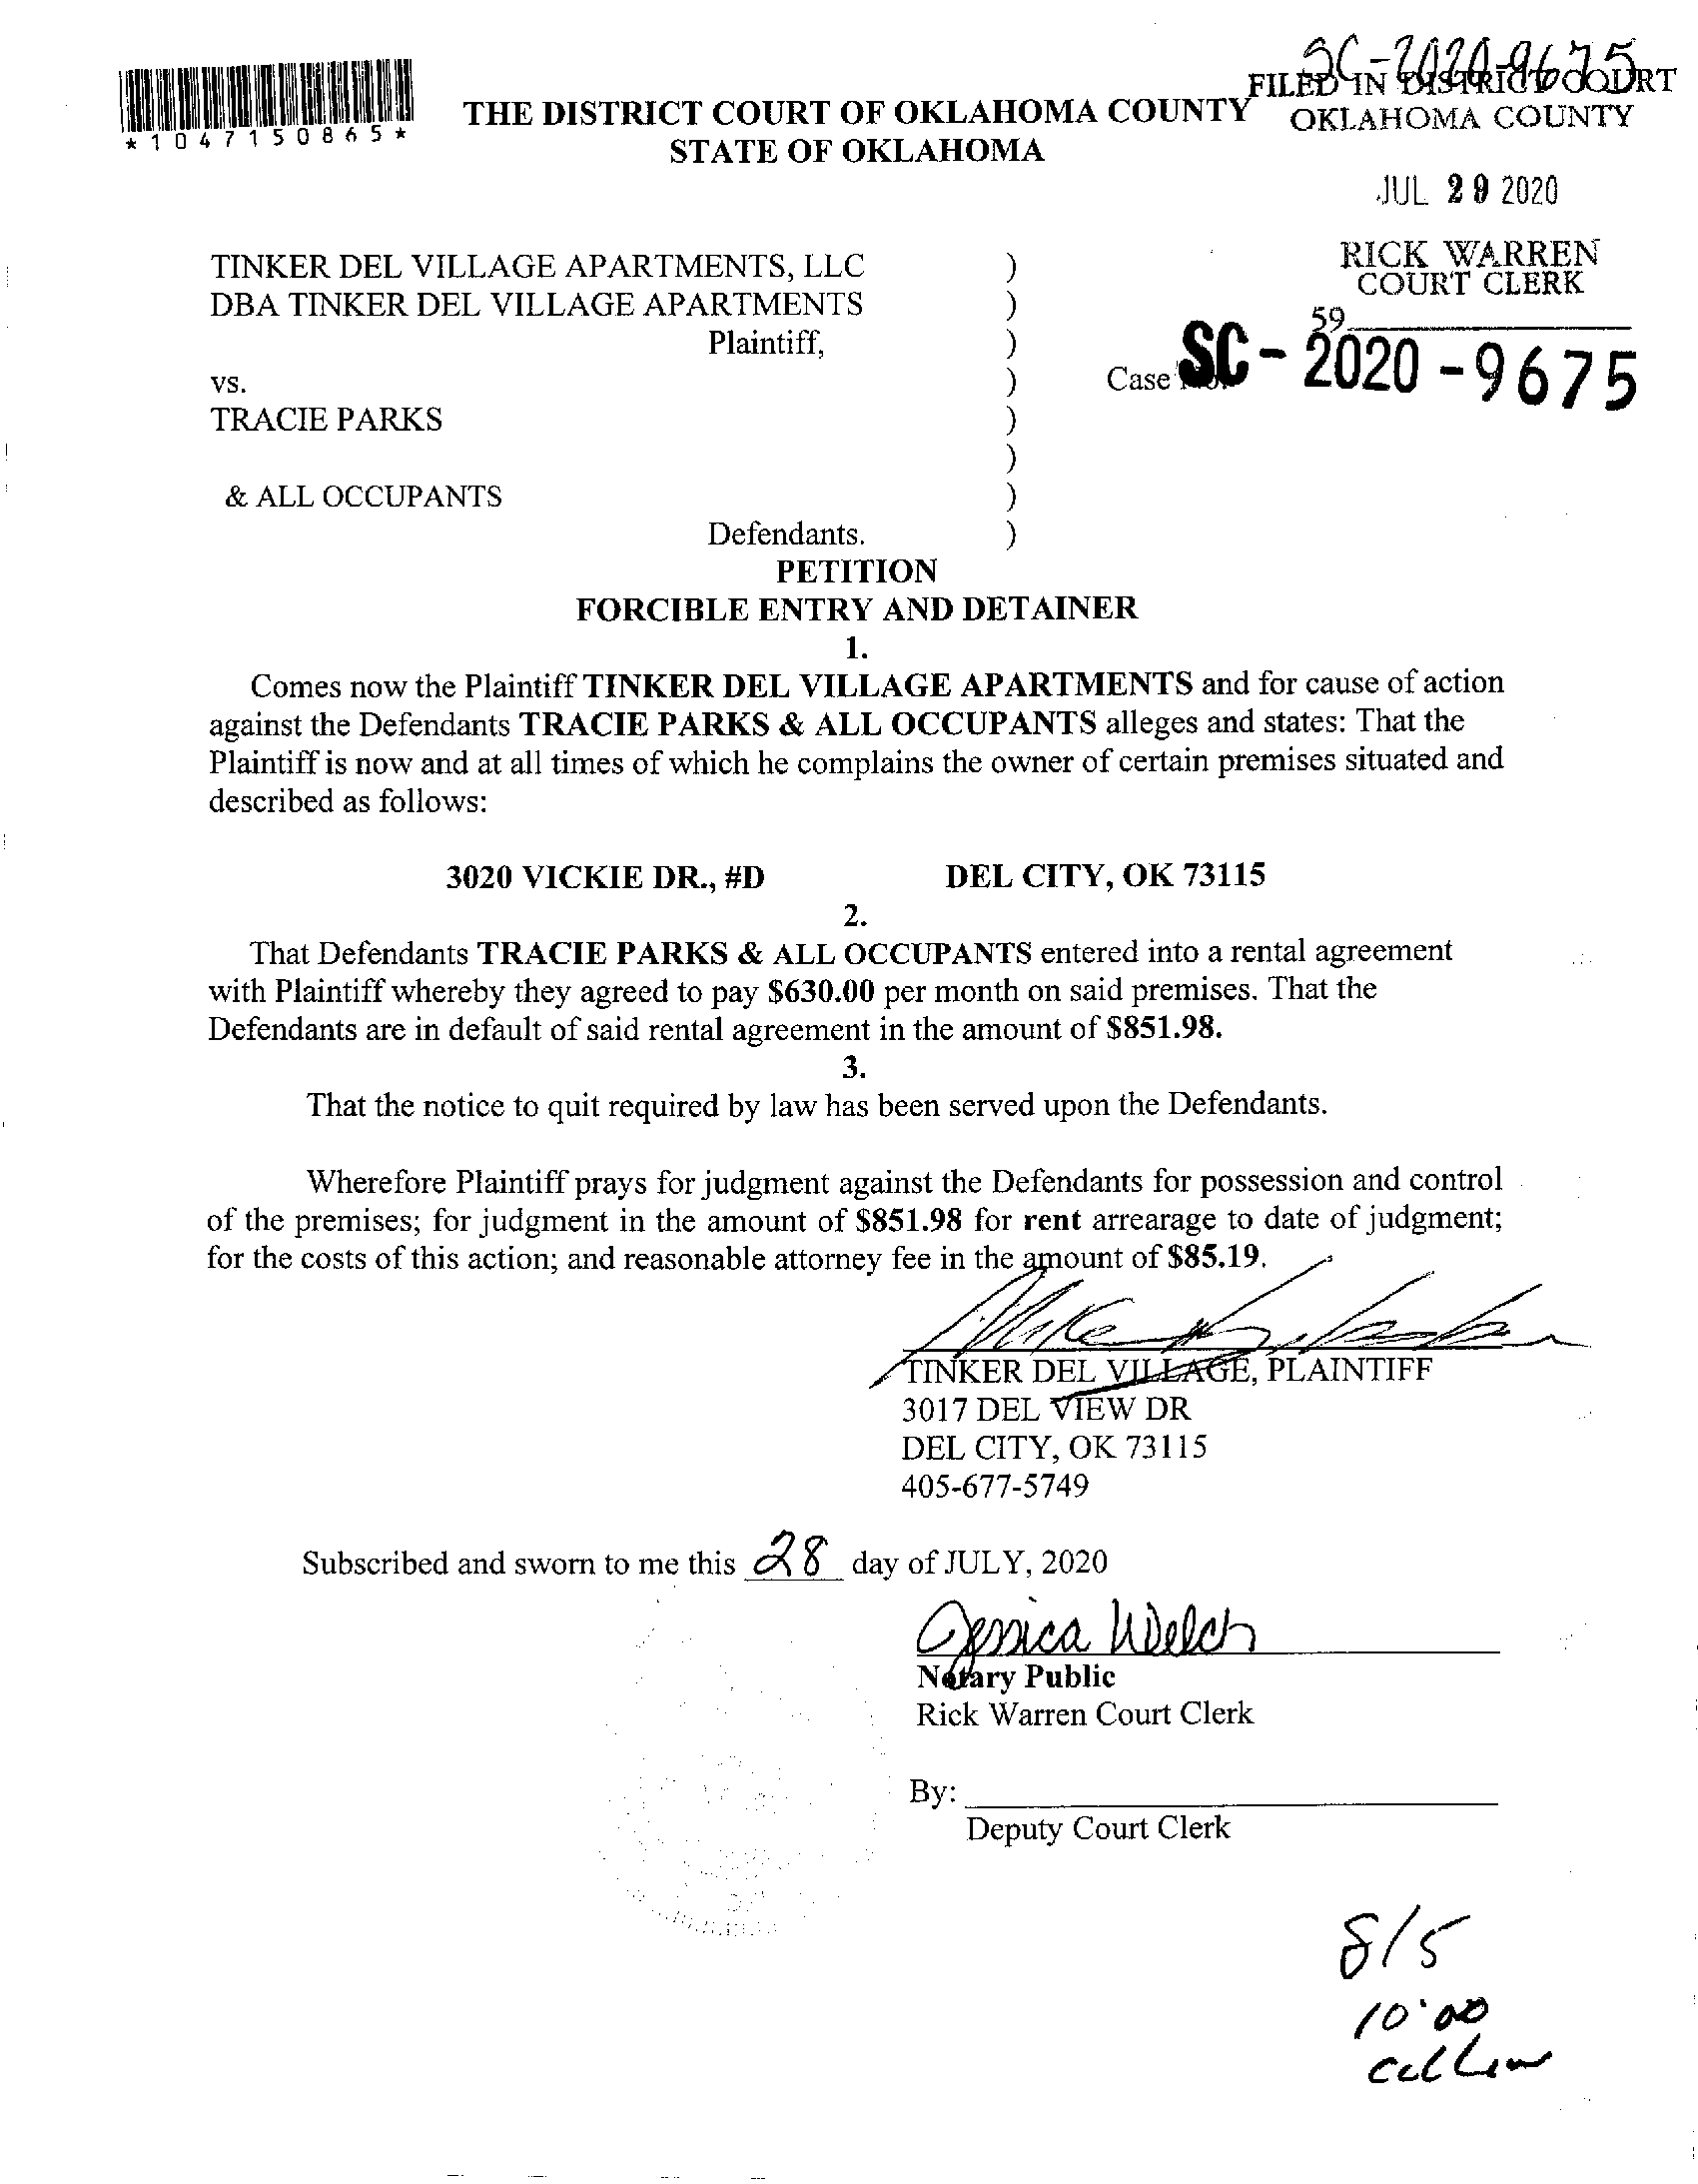 SC-2020-9675
FILED IN DISTRICT COURT
OKLAHOMA COUNTY
*1047150865*
THE DISTRICT COURT OF OKLAHOMA COUNTY
STATE OF OKLAHOMA
JUL 29 2020
RICK WARREN
COURT CLERK
59
TINKER DEL VILLAGE APARTMENTS, LLC )
DBA TINKER DEL VILLAGE APARTMENTS )
Plaintiff, )
vs. ) Case No. SC-2020-9675
TRACIE PARKS )
)
& ALL OCCUPANTS )
Defendants. )
PETITION
FORCIBLE ENTRY AND DETAINER
1.
Comes now the Plaintiff TINKER DEL VILLAGE APARTMENTS and for cause of action
against the Defendants TRACIE PARKS & ALL OCCUPANTS alleges and states: That the
Plaintiff is now and at all times of which he complains the owner of certain premises situated and
described as follows:
3020 VICKIE DR., #D DEL CITY, OK 73115
2.
That Defendants TRACIE PARKS & ALL OCCUPANTS entered into a rental agreement
with Plaintiff whereby they agreed to pay $630.00 per month on said premises. That the
Defendants are in default of said rental agreement in the amount of $851.98.
3.
That the notice to quit required by law has been served upon the Defendants.
Wherefore Plaintiff prays for judgment against the Defendants for possession and control
of the premises; for judgment in the amount of $851.98 for rent arrearage to date of judgment;
for the costs of this action; and reasonable attorney fee in the amount of $85.19.
TINKER DEL VILLAGE, PLAINTIFF
3017 DEL VIEW DR
DEL CITY, OK 73115
405-677-5749
Subscribed and sworn to me this 28 day of JULY, 2020
Jessica Welch
Notary Public
Rick Warren Court Clerk
By:
Deputy Court Clerk
8/5
10:00